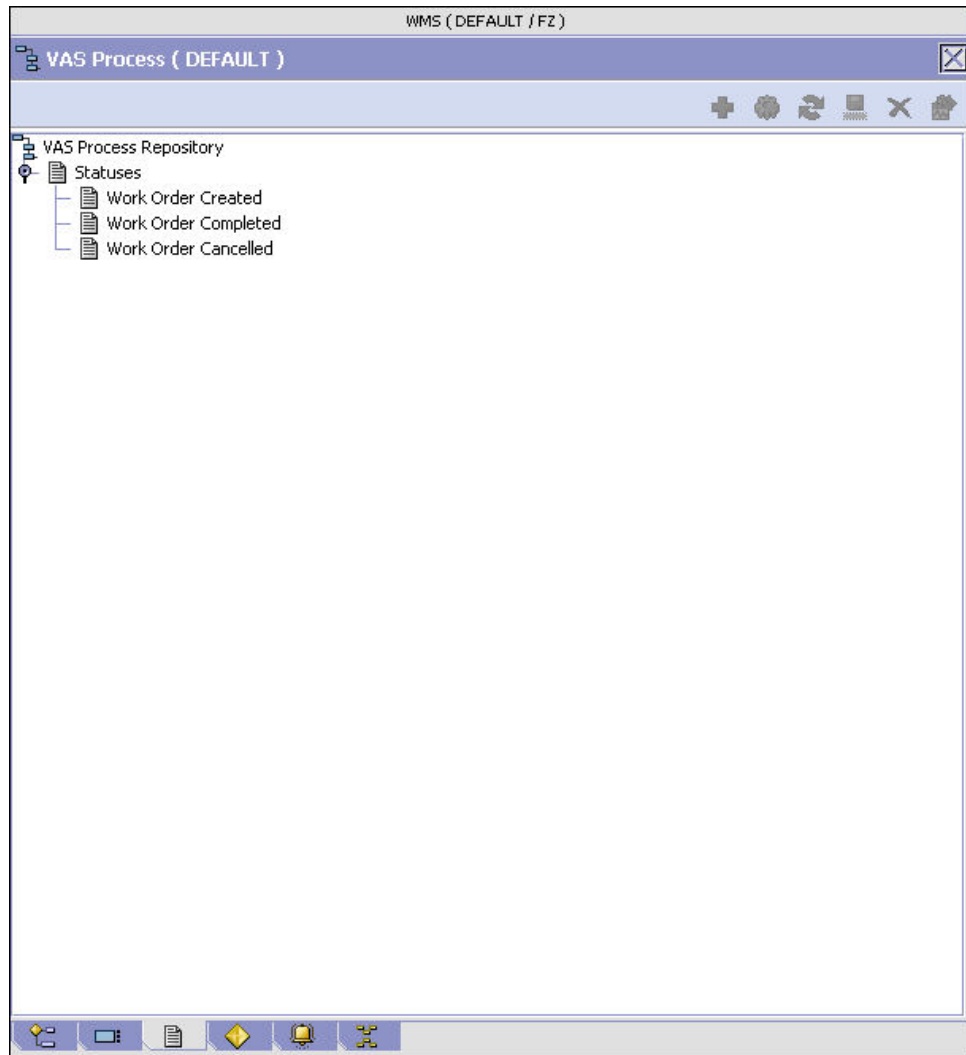 WMS ( DEFAULT / FZ )
VAS Process ( DEFAULT )
VAS Process Repository
Statuses
Work Order Created
Work Order Completed
Work Order Cancelled